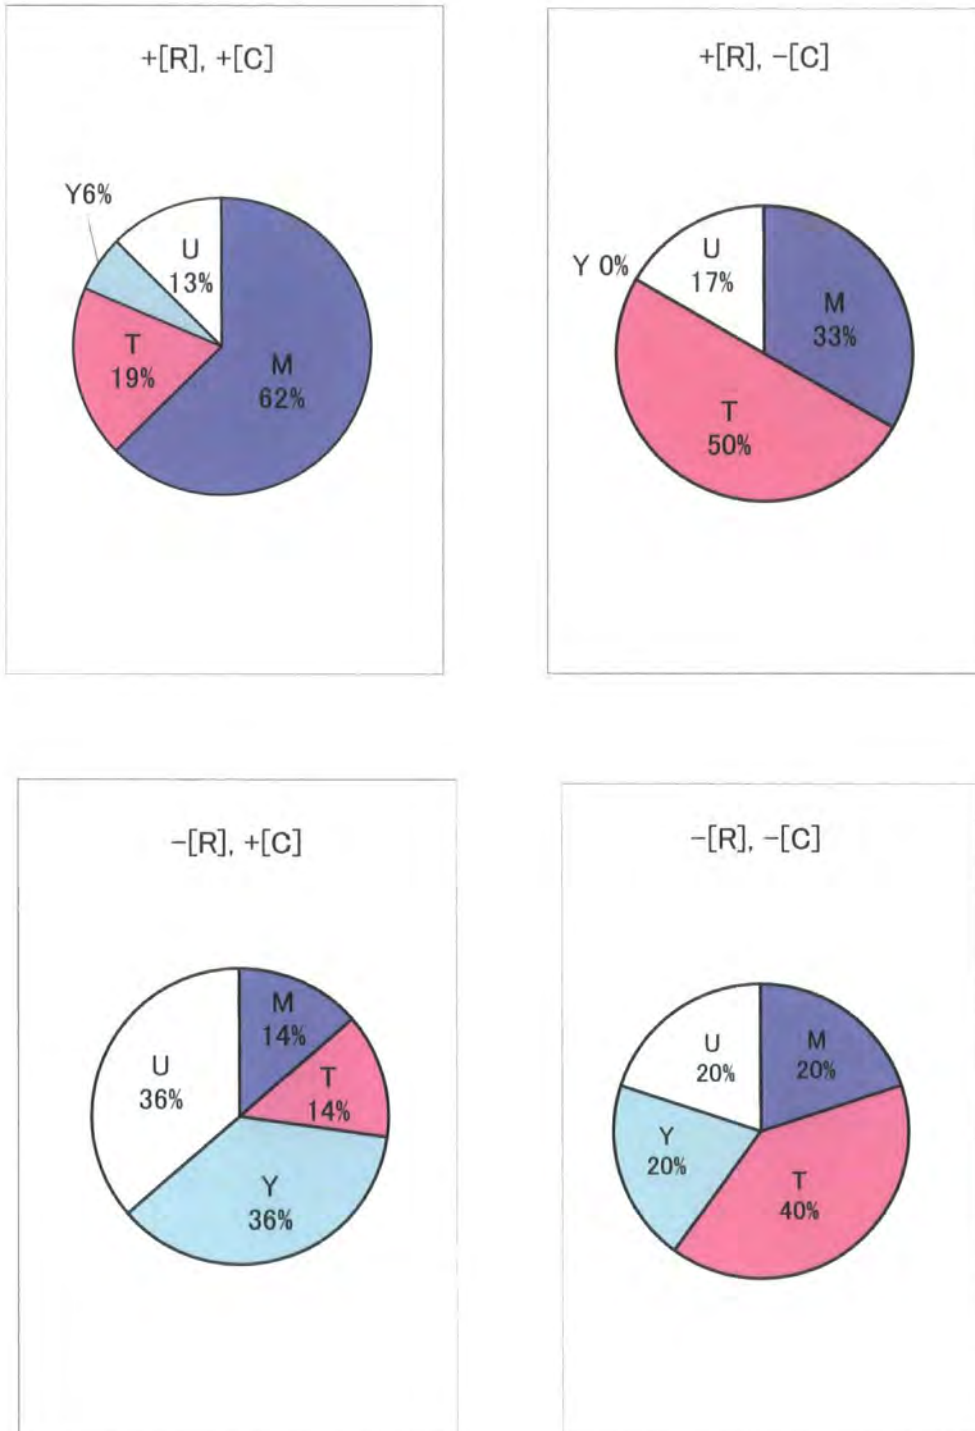 +[R], +[C]
Y6%
U
13%
T
19%
M
62%
+[R], −[C]
Y 0%
U
17%
M
33%
T
50%
−[R], +[C]
M
14%
U
36%
T
14%
Y
36%
−[R], −[C]
U
20%
M
20%
Y
20%
T
40%